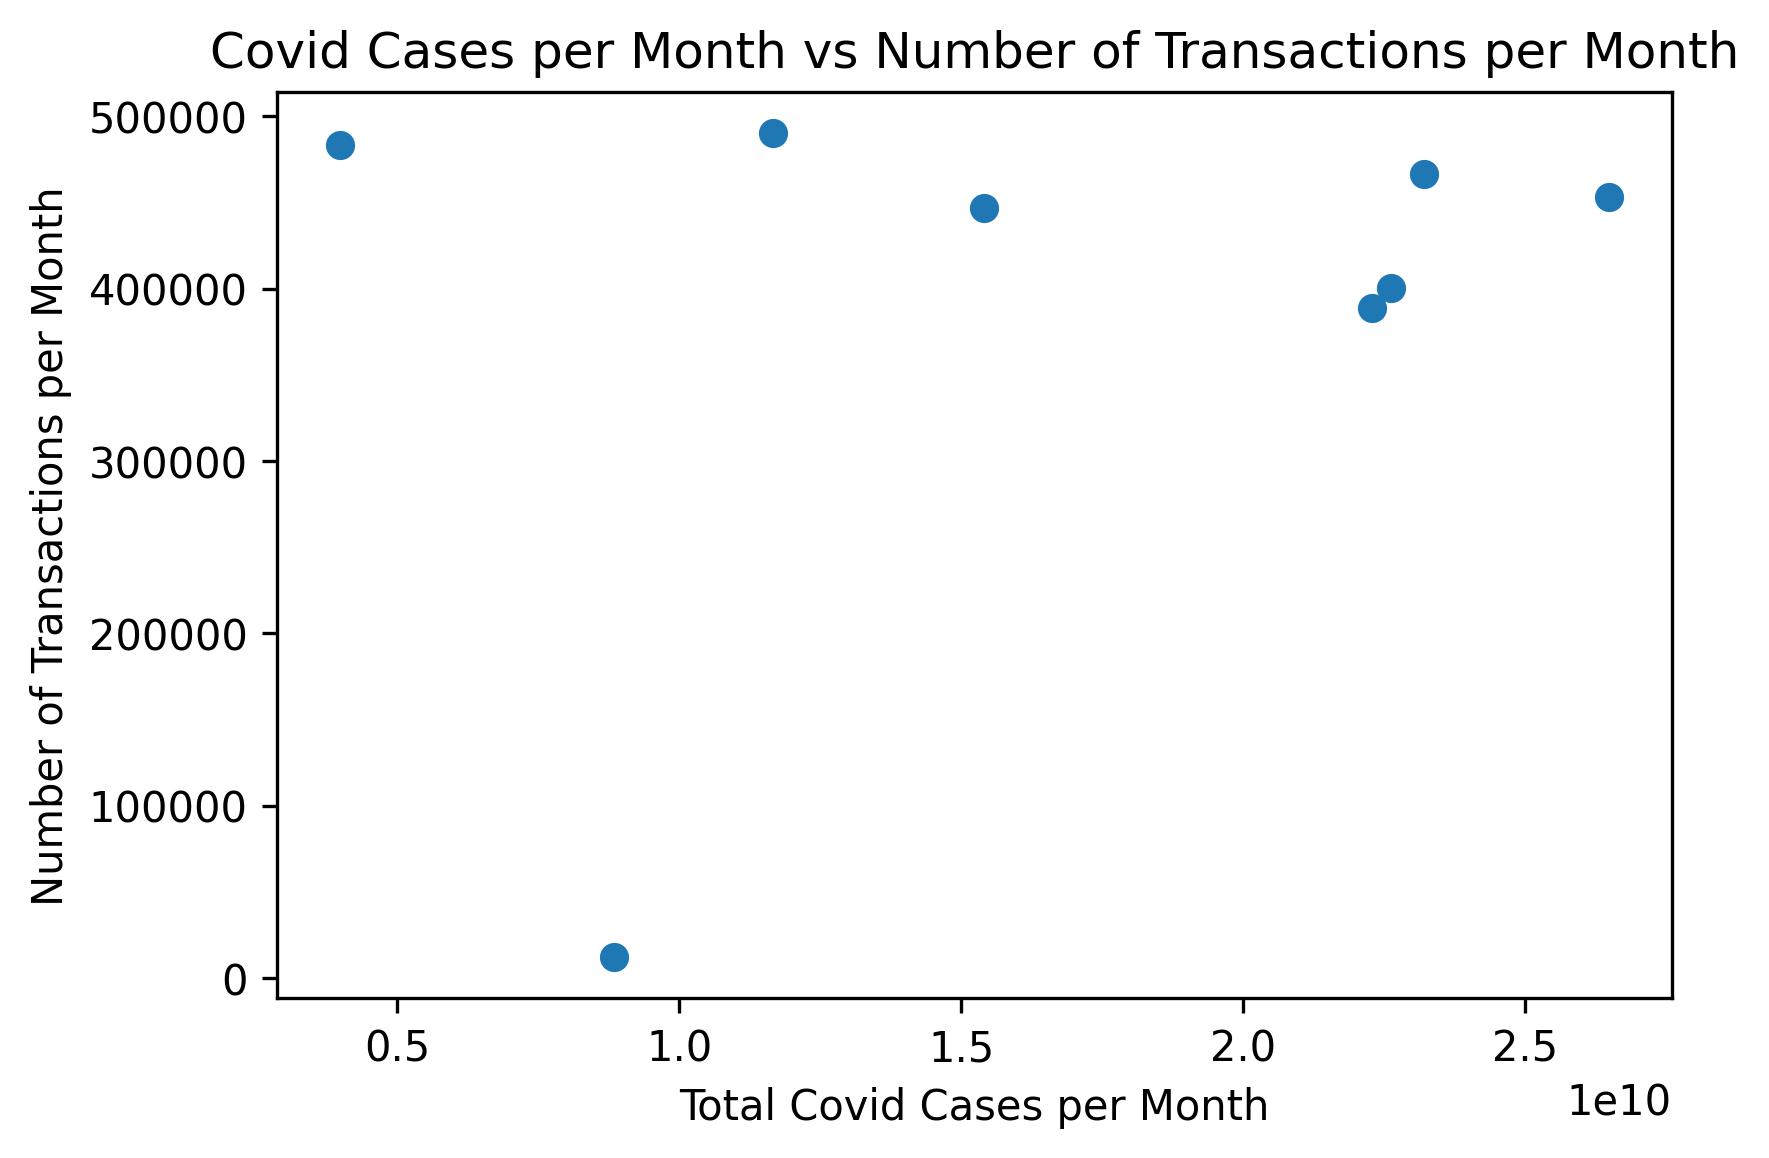 Covid Cases per Month vs Number of Transactions per Month
Number of Transactions per Month
500000
400000
300000
200000
100000
0
0.5 1.0 1.5 2.0 2.5
1e10
Total Covid Cases per Month